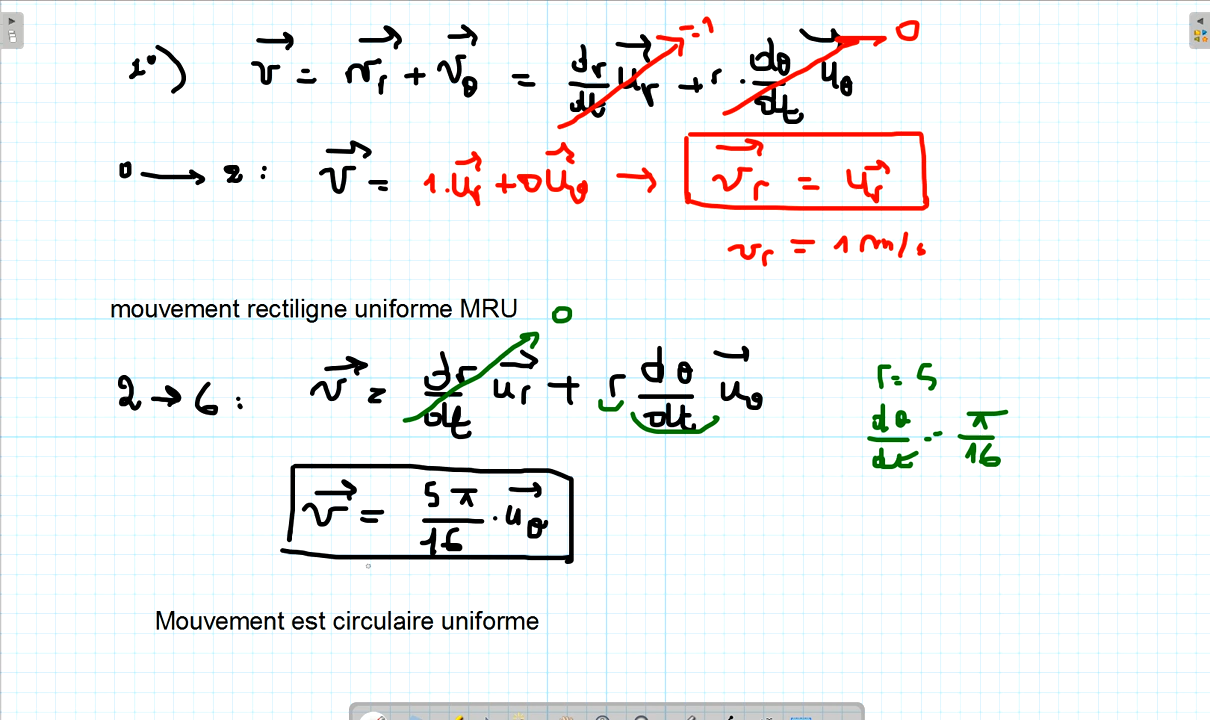 1°) v⃗ = v⃗r + v⃗θ = dr/dt u⃗r + r · dθ/dt u⃗θ = 1 0
0 → 2 : v⃗ = 1·u⃗r + 0u⃗θ → v⃗r = u⃗r
vr = 1 m/s
mouvement rectiligne uniforme MRU
0
2 → 6 : v⃗ = dr/dt u⃗r + r dθ/dt u⃗θ
r = 5
dθ/dt = π/16
v⃗ = 5π/16 · u⃗θ
Mouvement est circulaire uniforme